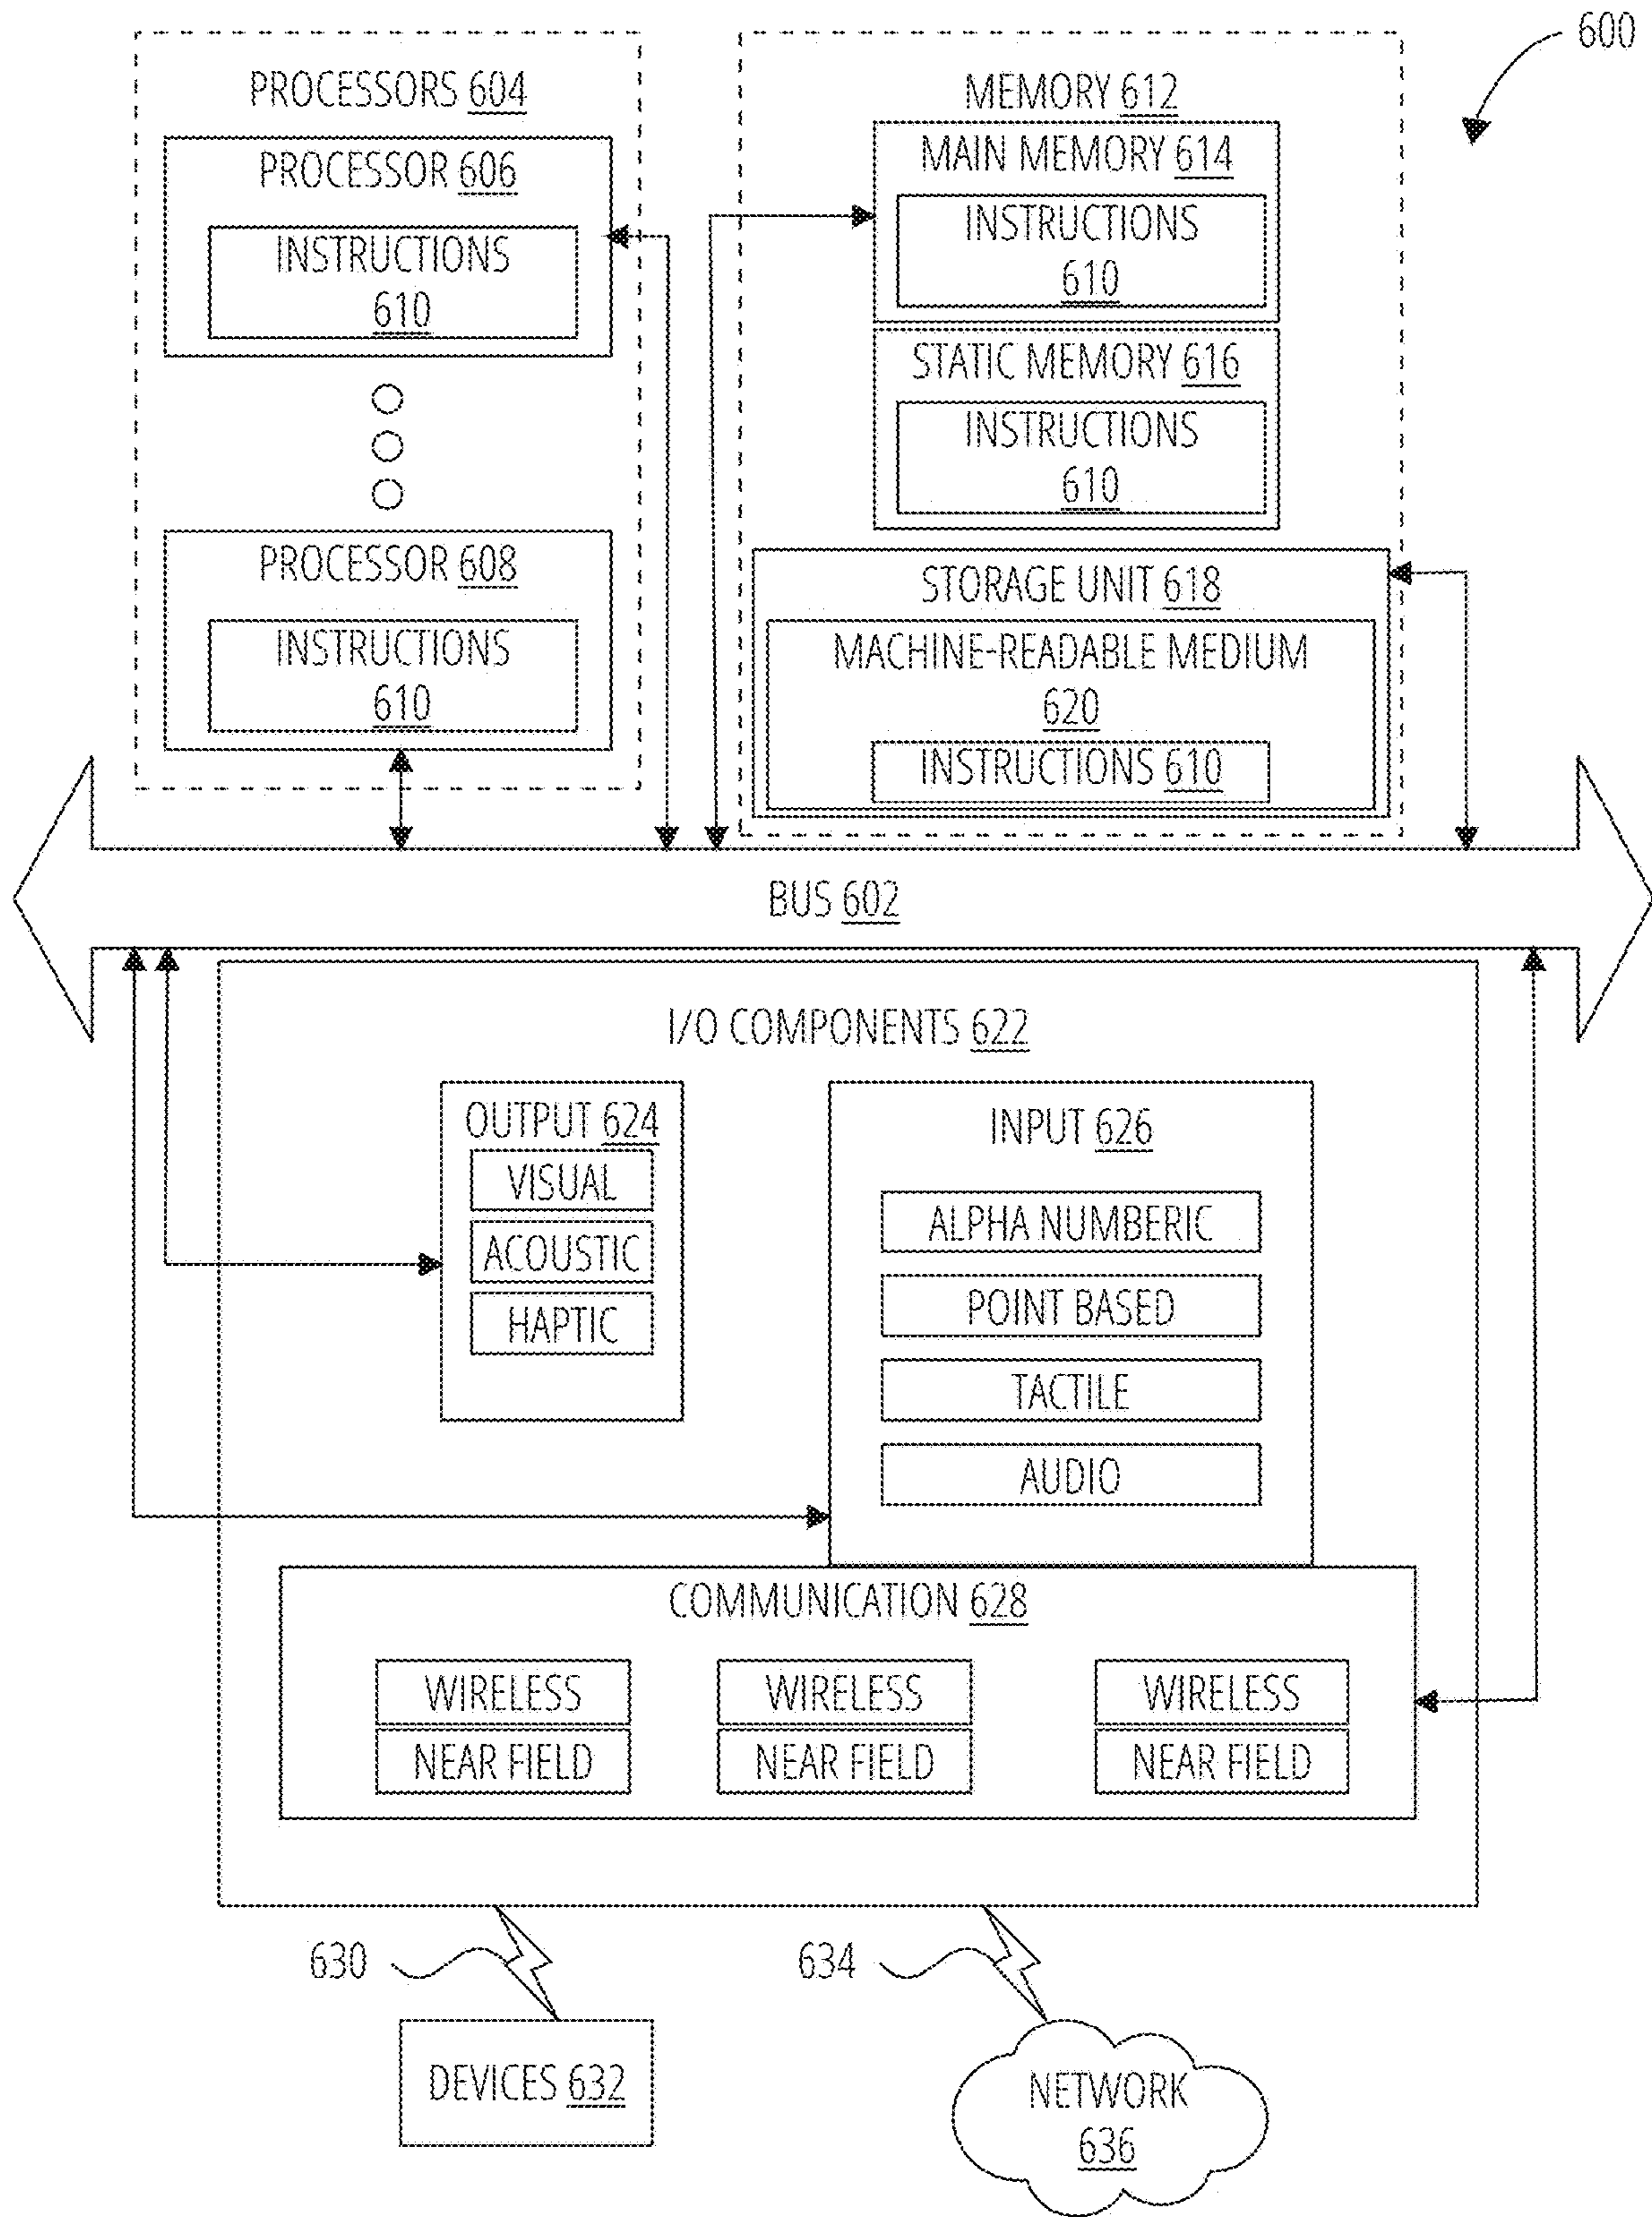 600
PROCESSORS 604
PROCESSOR 606
INSTRUCTIONS
610
PROCESSOR 608
INSTRUCTIONS
610
MEMORY 612
MAIN MEMORY 614
INSTRUCTIONS
610
STATIC MEMORY 616
INSTRUCTIONS
610
STORAGE UNIT 618
MACHINE-READABLE MEDIUM
620
INSTRUCTIONS 610
BUS 602
I/O COMPONENTS 622
OUTPUT 624
VISUAL
ACOUSTIC
HAPTIC
INPUT 626
ALPHA NUMBERIC
POINT BASED
TACTILE
AUDIO
COMMUNICATION 628
WIRELESS
NEAR FIELD
WIRELESS
NEAR FIELD
WIRELESS
NEAR FIELD
630
634
DEVICES 632
NETWORK
636